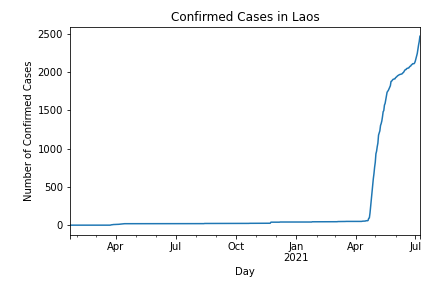 Confirmed Cases in Laos
2500
2000
1500
1000
500
0
Number of Confirmed Cases
Apr
Jul
Oct
Jan
2021
Apr
Jul
Day